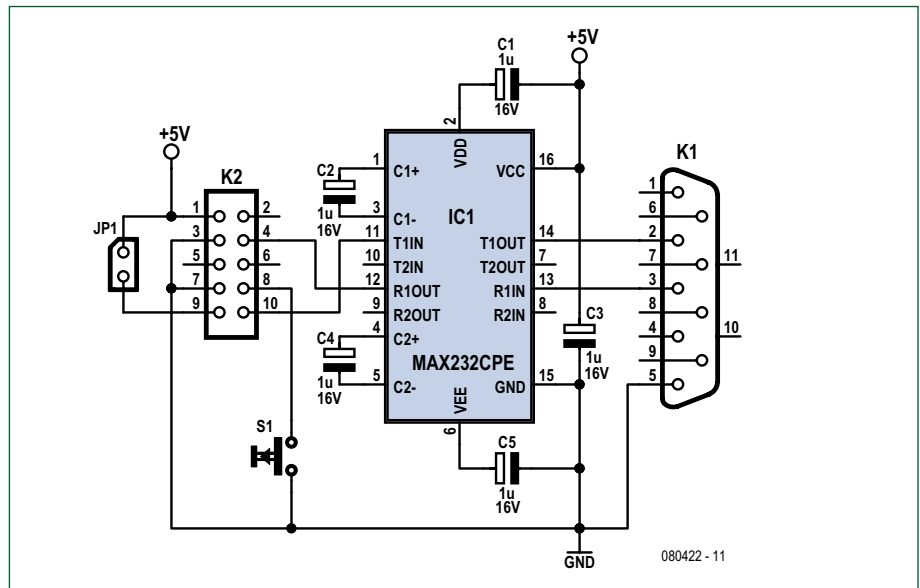 C1
1u
16V
+5V
+5V
K2
JP1
1
2
3
4
5
6
7
8
9
10
C2
1u
16V
C4
1u
16V
S1
2
VDD
1
C1+
VCC
16
3
C1-
IC1
11
T1IN
T1OUT
14
10
T2IN
T2OUT
7
12
R1OUT
R1IN
13
9
R2OUT
R2IN
8
4
C2+
MAX232CPE
5
C2-
GND
15
VEE
6
C3
1u
16V
C5
1u
16V
K1
1
6
2
7
11
3
8
4
10
9
5
GND
080422 - 11